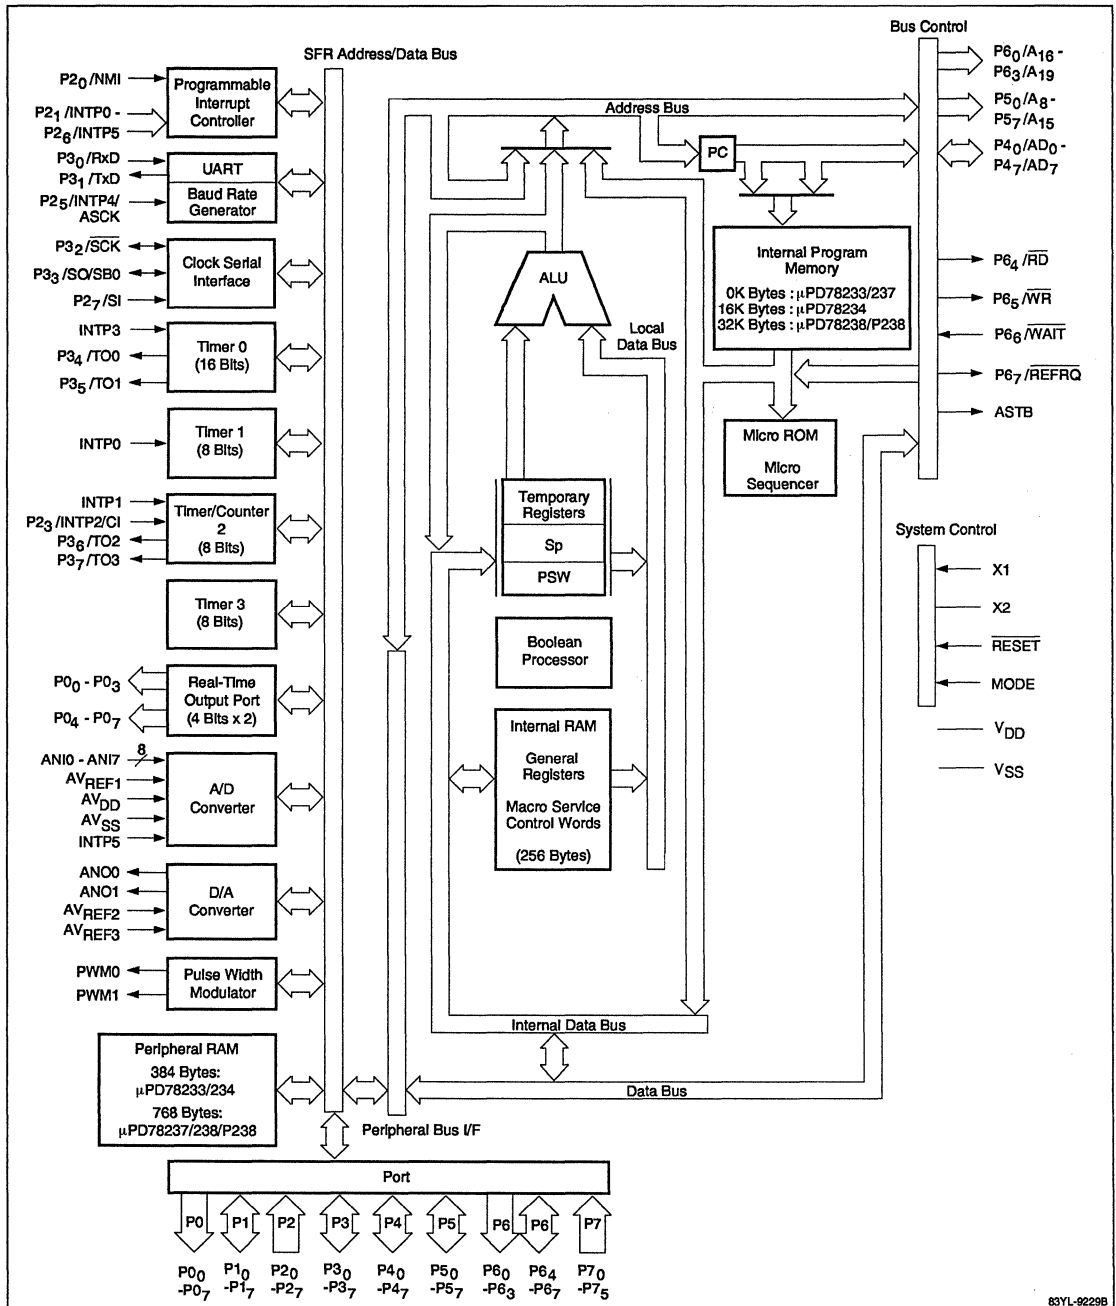 SFR Address/Data Bus
Bus Control
P20/NMI
P21/INTP0 -
P26/INTP5
Programmable
Interrupt
Controller
P30/RxD
P31/TxD
P25/INTP4/
ASCK
UART
Baud Rate
Generator
P32/SCK
P33/SO/SB0
P27/SI
Clock Serial
Interface
INTP3
P34/TO0
P35/TO1
Timer 0
(16 Bits)
INTP0
Timer 1
(8 Bits)
INTP1
P23/INTP2/CI
P36/TO2
P37/TO3
Timer/Counter
2
(8 Bits)
Timer 3
(8 Bits)
P00 - P03
P04 - P07
Real-Time
Output Port
(4 Bits x 2)
ANI0 - ANI7
8
AVREF1
AVDD
AVSS
INTP5
A/D
Converter
ANO0
ANO1
AVREF2
AVREF3
D/A
Converter
PWM0
PWM1
Pulse Width
Modulator
Peripheral RAM
384 Bytes:
µPD78233/234
768 Bytes:
µPD78237/238/P238
Address Bus
PC
ALU
Local
Data Bus
Internal Program
Memory
0K Bytes : µPD78233/237
16K Bytes : µPD78234
32K Bytes : µPD78238/P238
Micro ROM
Micro
Sequencer
Temporary
Registers
Sp
PSW
Boolean
Processor
Internal RAM
General
Registers
Macro Service
Control Words
(256 Bytes)
Internal Data Bus
Data Bus
Peripheral Bus I/F
P60/A16 -
P63/A19
P50/A8 -
P57/A15
P40/AD0 -
P47/AD7
P64/RD
P65/WR
P66/WAIT
P67/REFRQ
ASTB
System Control
X1
X2
RESET
MODE
VDD
VSS
Port
P0 P1 P2 P3 P4 P5 P6 P6 P7
P00 P10 P20 P30 P40 P50 P60 P64 P70
-P07 -P17 -P27 -P37 -P47 -P57 -P63 -P67 -P75
83YL-9229B